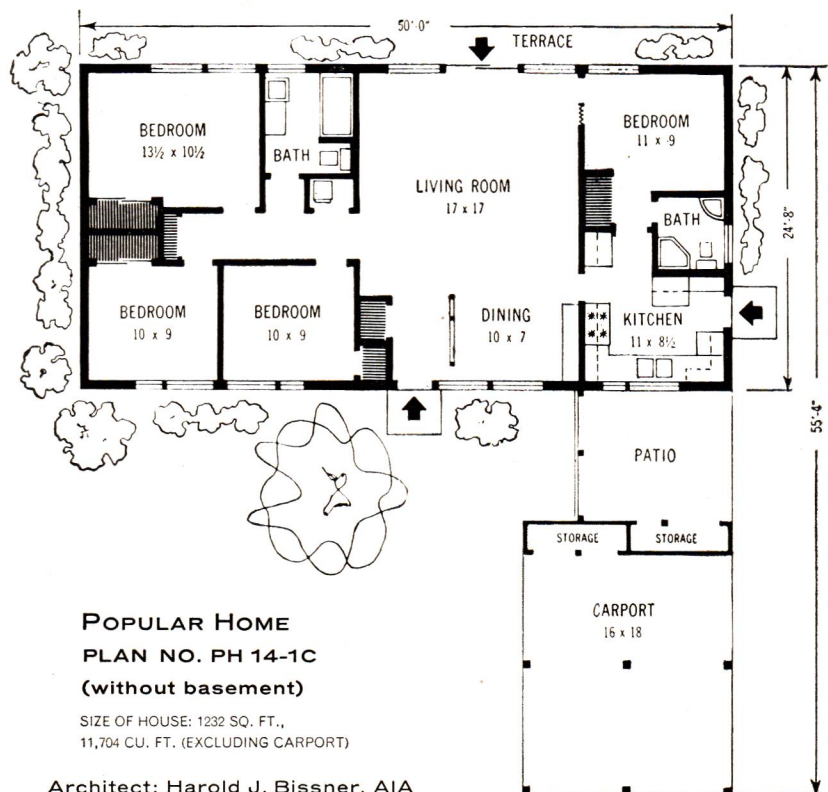 50'-0"
TERRACE
BEDROOM
13½ x 10½
BATH
LIVING ROOM
17 x 17
BEDROOM
11 x 9
BATH
24'-8"
BEDROOM
10 x 9
BEDROOM
10 x 9
DINING
10 x 7
KITCHEN
11 x 8½
55'-4"
PATIO
STORAGE
STORAGE
CARPORT
16 x 18
POPULAR HOME
PLAN NO. PH 14-1C
(without basement)
SIZE OF HOUSE: 1232 SQ. FT.,
11,704 CU. FT. (EXCLUDING CARPORT)
Architect: Harold J. Bissner, AIA